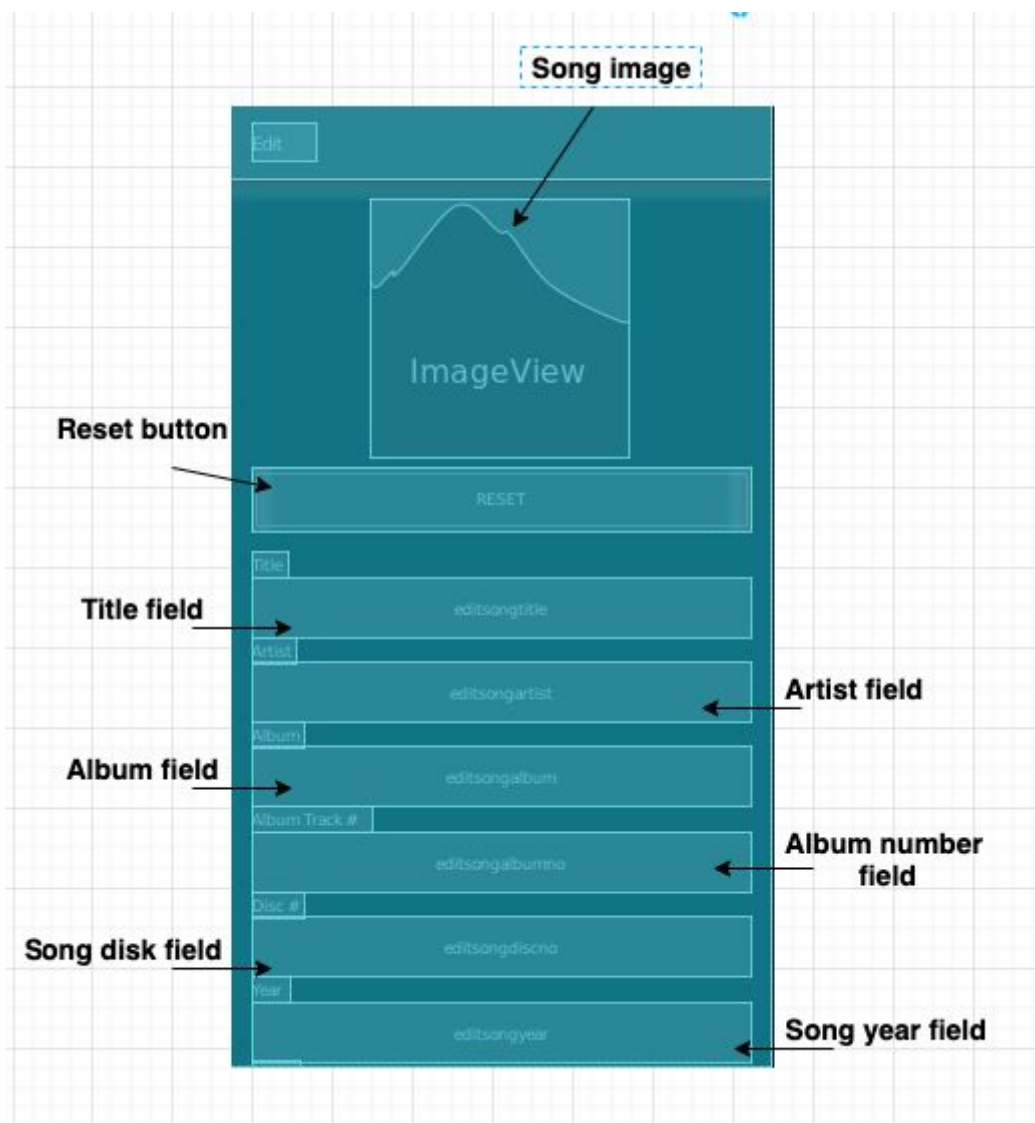 Song image
Edit
ImageView
Reset button
RESET
Title
Title field
editsongtitle
Artist
editsongartist
Artist field
Album
Album field
editsongalbum
Album Track #
editsongalbumno
Album number
field
Disc #
Song disk field
editsongdiscno
Year
editsongyear
Song year field